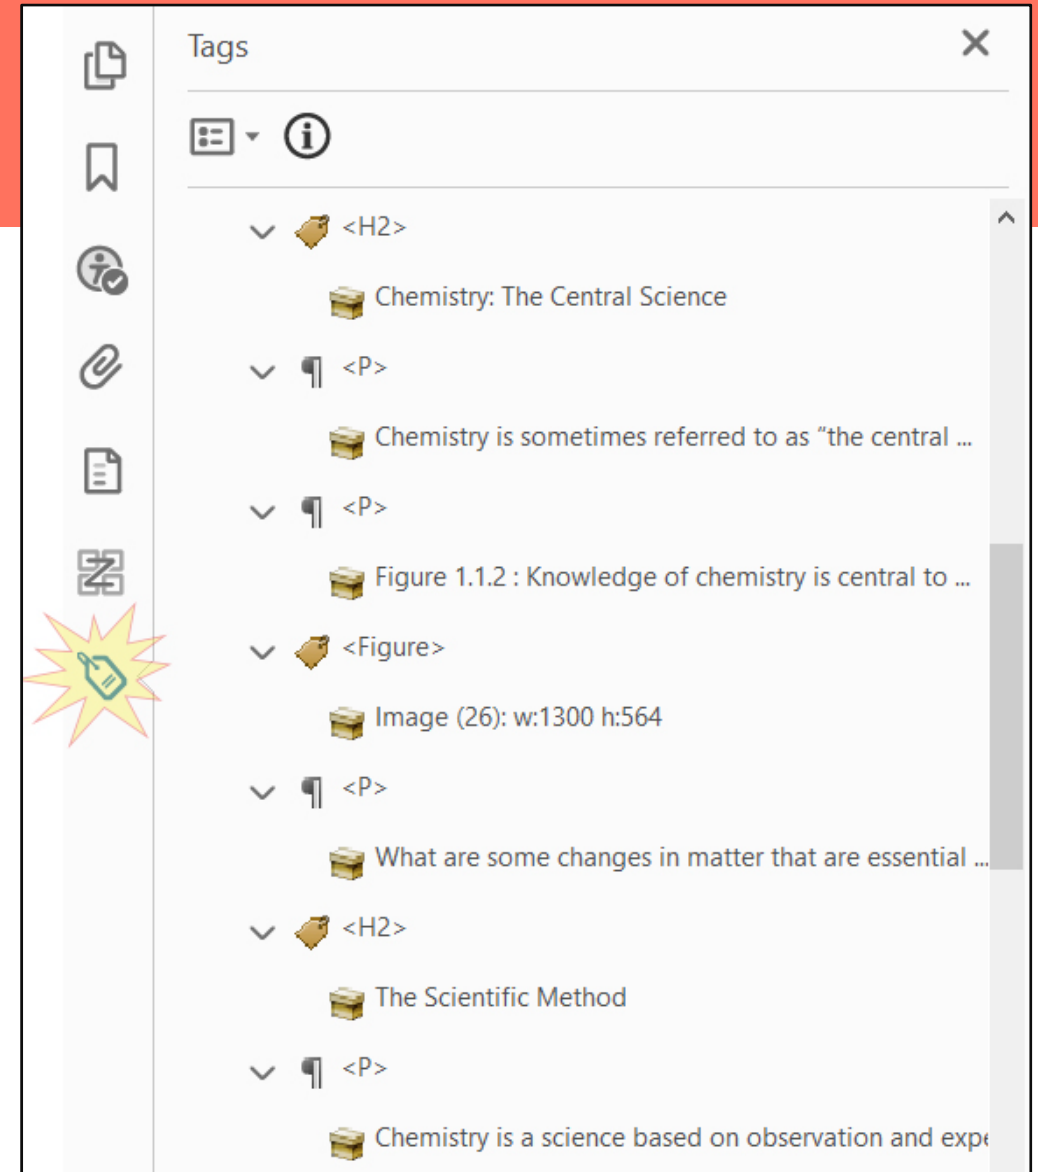 Tags
<H2>
Chemistry: The Central Science
<P>
Chemistry is sometimes referred to as “the central ...
<P>
Figure 1.1.2 : Knowledge of chemistry is central to ...
<Figure>
Image (26): w:1300 h:564
<P>
What are some changes in matter that are essential ...
<H2>
The Scientific Method
<P>
Chemistry is a science based on observation and expe